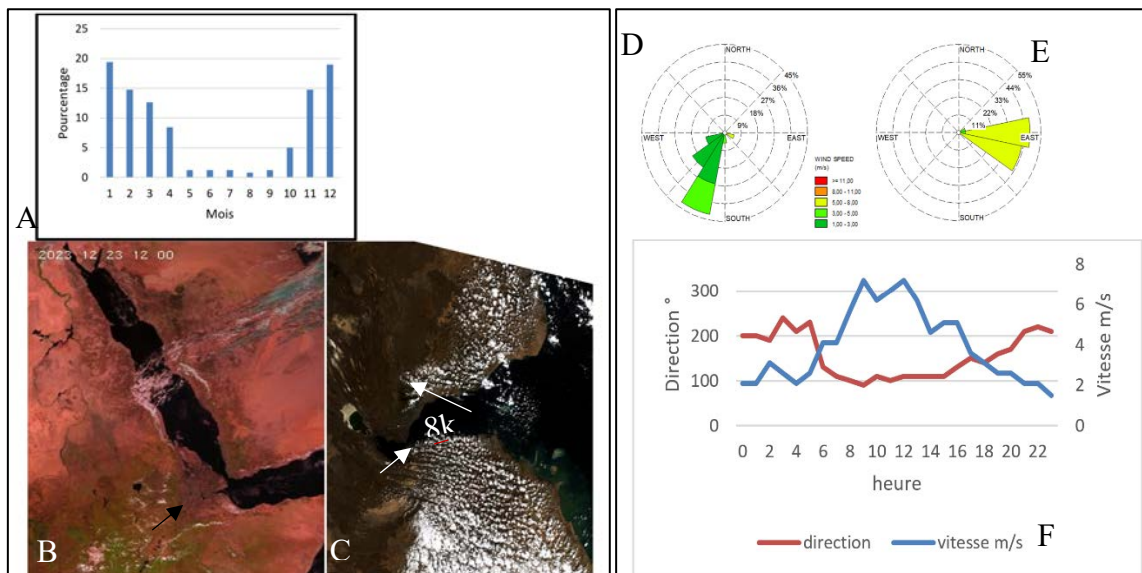 25
20
15
10
5
0
Pourcentage
1 2 3 4 5 6 7 8 9 10 11 12
Mois
A
2023 12 23 12 00
B
8k
C
D
NORTH
45%
36%
27%
18%
9%
WEST
EAST
SOUTH
WIND SPEED
(m/s)
>= 11,00
8,00 - 11,00
5,00 - 8,00
3,00 - 5,00
1,00 - 3,00
E
NORTH
55%
44%
33%
22%
11%
WEST
EAST
SOUTH
Direction °
300
200
100
0
8
6
4
2
0
Vitesse m/s
0 2 4 6 8 10 12 14 16 18 20 22
heure
direction vitesse m/s
F